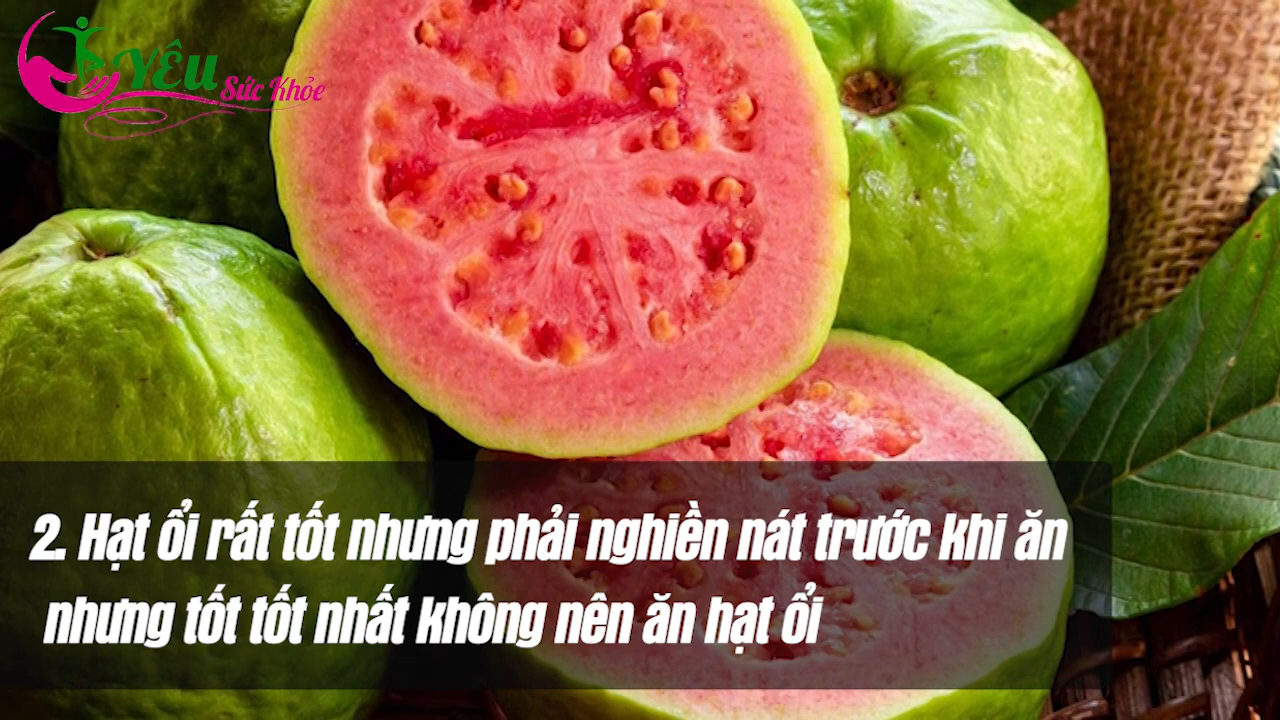 Yêu Sức Khỏe
2. Hạt ổi rất tốt nhưng phải nghiền nát trước khi ăn
nhưng tốt tốt nhất không nên ăn hạt ổi